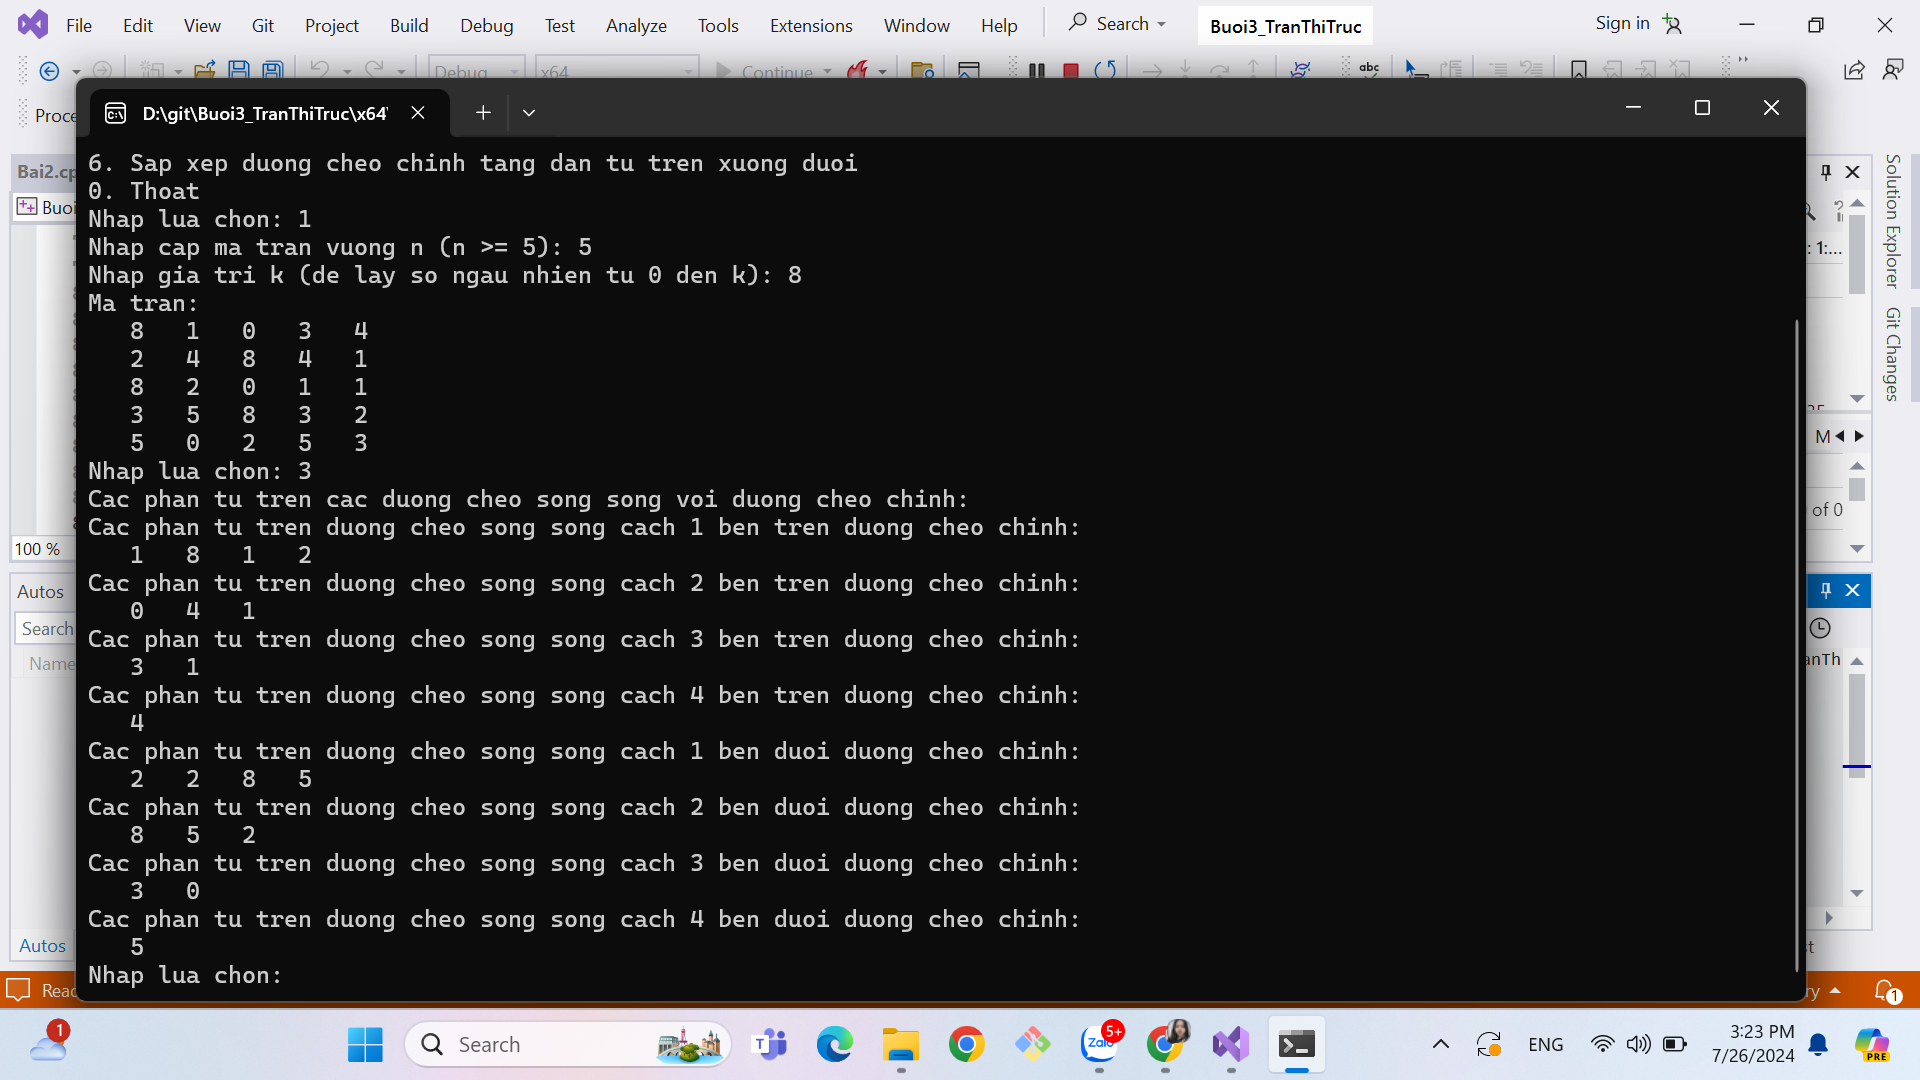 File Edit View Git Project Build Debug Test Analyze Tools Extensions Window Help Search Buoi3_TranThiTruc Sign in
Debug x64 Continue abc
Proce
D:\git\Buoi3_TranThiTruc\x64\
Bai2.cp
Buoi
6. Sap xep duong cheo chinh tang dan tu tren xuong duoi
0. Thoat
Nhap lua chon: 1
Nhap cap ma tran vuong n (n >= 5): 5
Nhap gia tri k (de lay so ngau nhien tu 0 den k): 8
Ma tran:
8 1 0 3 4
2 4 8 4 1
8 2 0 1 1
3 5 8 3 2
5 0 2 5 3
Nhap lua chon: 3
Cac phan tu tren cac duong cheo song song voi duong cheo chinh:
Cac phan tu tren duong cheo song song cach 1 ben tren duong cheo chinh:
1 8 1 2
Cac phan tu tren duong cheo song song cach 2 ben tren duong cheo chinh:
0 4 1
Cac phan tu tren duong cheo song song cach 3 ben tren duong cheo chinh:
3 1
Cac phan tu tren duong cheo song song cach 4 ben tren duong cheo chinh:
4
Cac phan tu tren duong cheo song song cach 1 ben duoi duong cheo chinh:
2 2 8 5
Cac phan tu tren duong cheo song song cach 2 ben duoi duong cheo chinh:
8 5 2
Cac phan tu tren duong cheo song song cach 3 ben duoi duong cheo chinh:
3 0
Cac phan tu tren duong cheo song song cach 4 ben duoi duong cheo chinh:
5
Nhap lua chon:
100 %
Autos
Search
Name
Autos
Reac
Solution Explorer
Git Changes
: 1:...
M
of 0
anTh
st
ry
1
1
Search
5+
Zalo
ENG
3:23 PM
7/26/2024
PRE